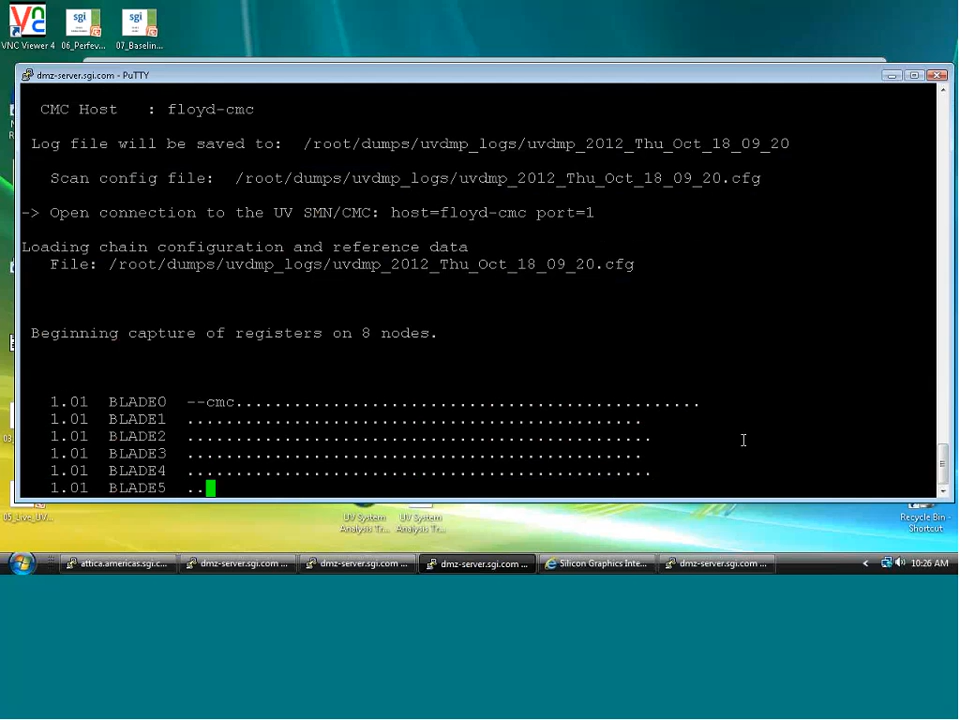 sgi
sgi
VNC Viewer 4 06_Perfev... 07_Baselin...
dmz-server.sgi.com - PuTTY
CMC Host : floyd-cmc
Log file will be saved to: /root/dumps/uvdmp_logs/uvdmp_2012_Thu_Oct_18_09_20
Scan config file: /root/dumps/uvdmp_logs/uvdmp_2012_Thu_Oct_18_09_20.cfg
-> Open connection to the UV SMN/CMC: host=floyd-cmc port=1
Loading chain configuration and reference data
File: /root/dumps/uvdmp_logs/uvdmp_2012_Thu_Oct_18_09_20.cfg
Beginning capture of registers on 8 nodes.
1.01 BLADE0 --cmc................................................
1.01 BLADE1 ...............................................
1.01 BLADE2 ................................................
1.01 BLADE3 ...............................................
1.01 BLADE4 ................................................
1.01 BLADE5 ..
05_Live_UV...
UV System Analysis Tr...
UV System Analysis Tr...
Recycle Bin - Shortcut
attica.americas.sgi.c... dmz-server.sgi.com ... dmz-server.sgi.com ... dmz-server.sgi.com ... Silicon Graphics Inte... dmz-server.sgi.com ... 10:26 AM